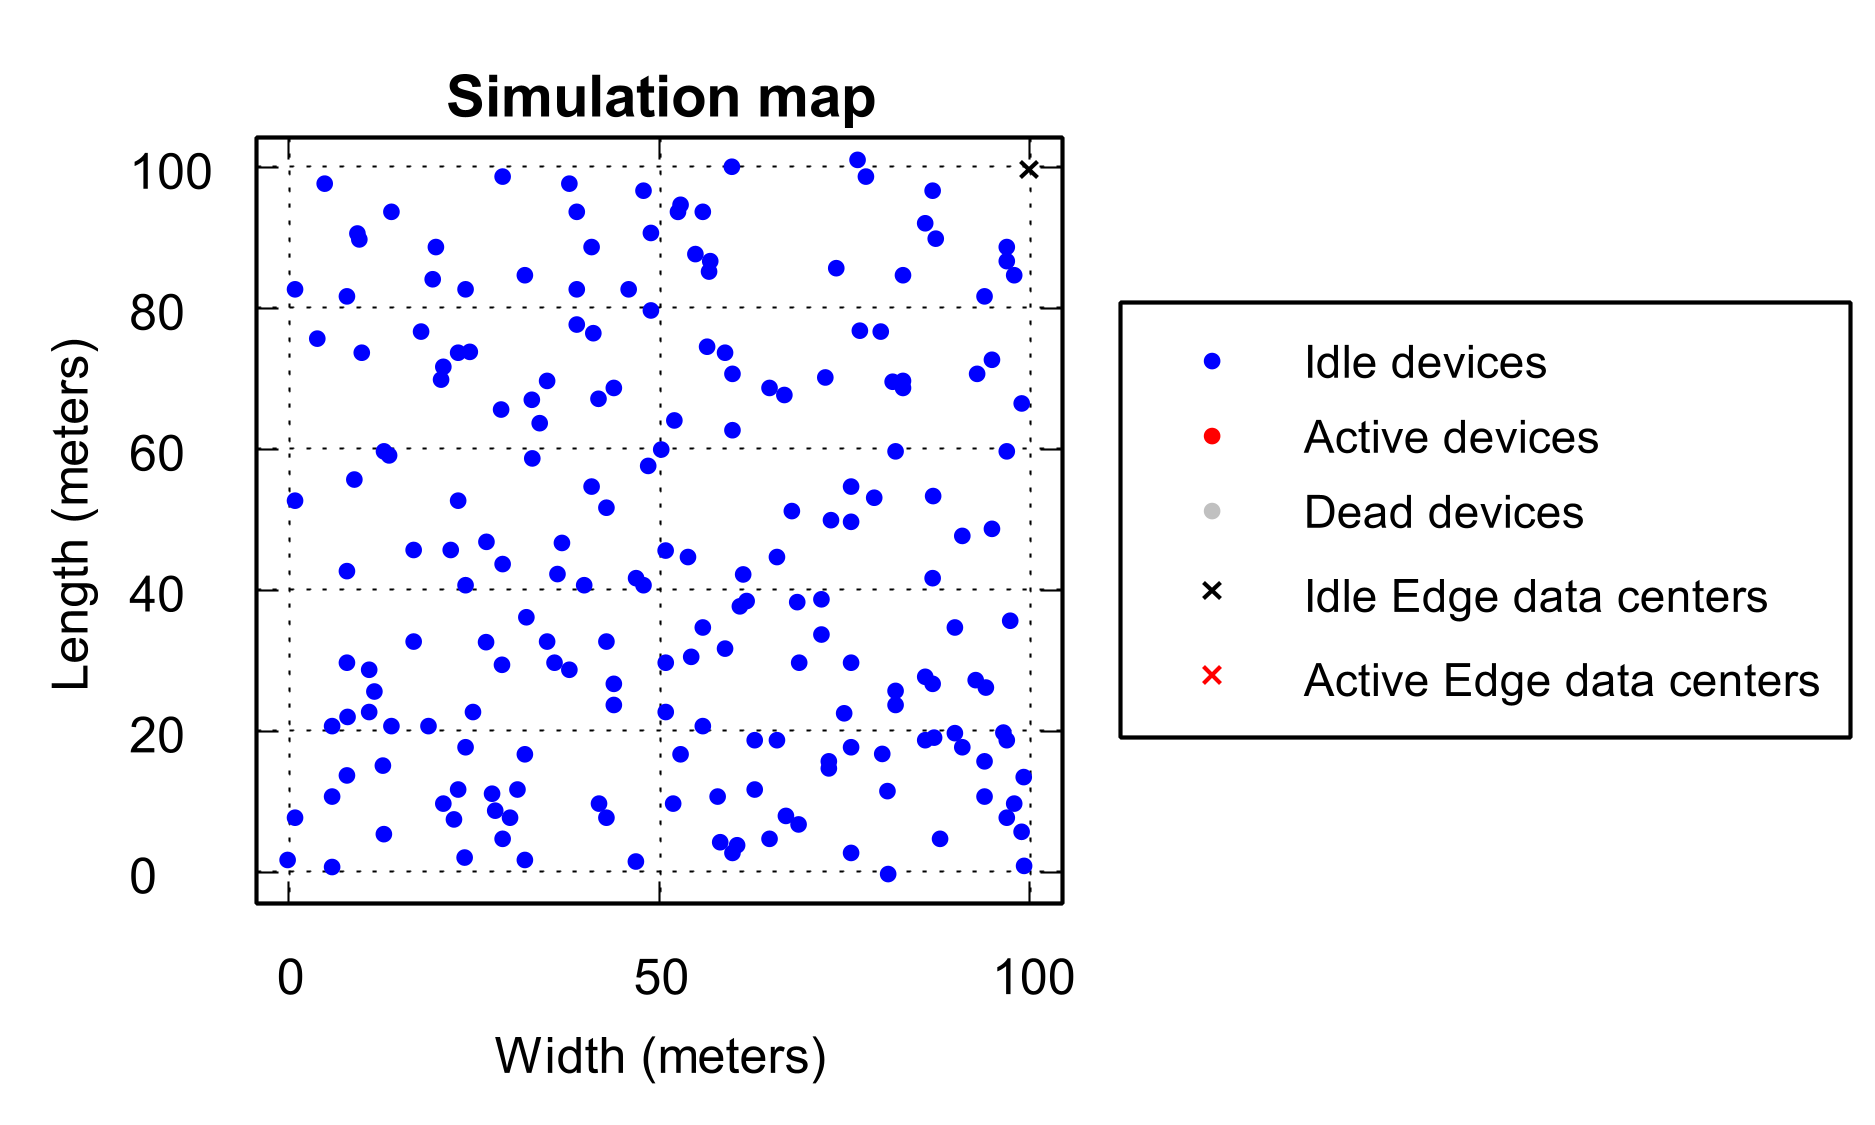 Simulation map
100
80
60
40
20
0
Length (meters)
0 50 100
Width (meters)
Idle devices
Active devices
Dead devices
Idle Edge data centers
Active Edge data centers